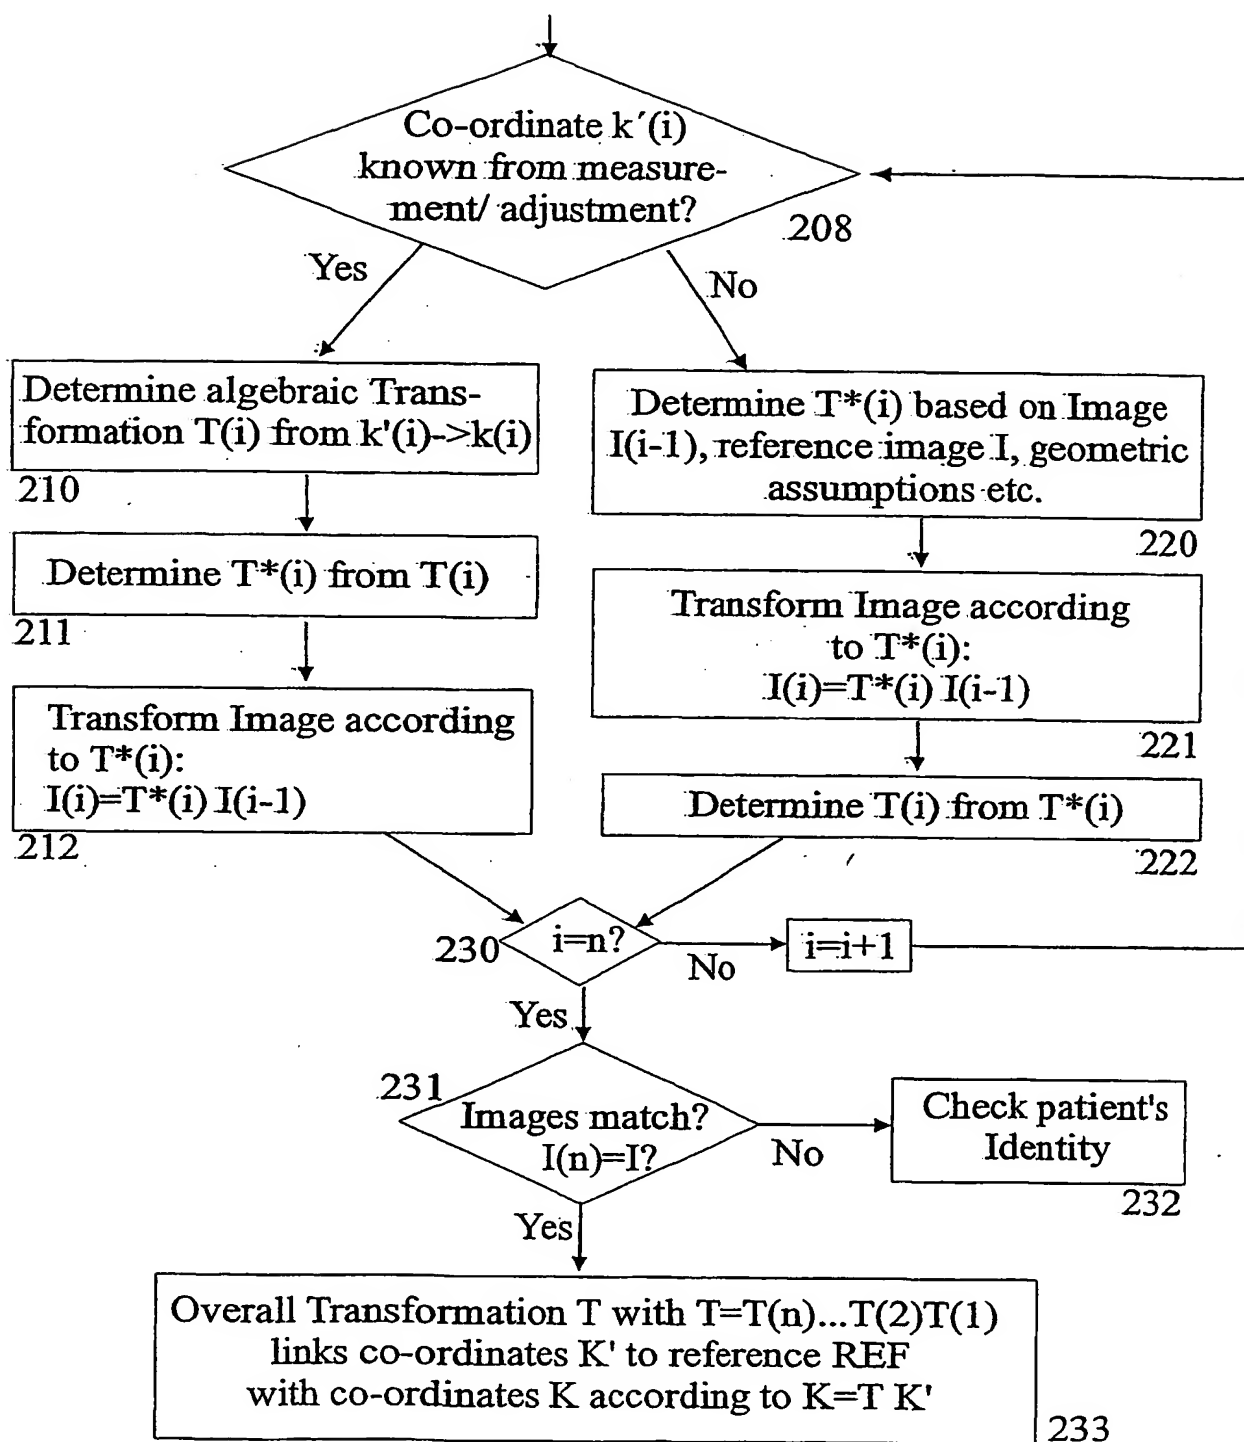 Co-ordinate k´(i)
known from measure-
ment/ adjustment?
208
Yes
No
Determine algebraic Trans-
formation T(i) from k'(i)->k(i)
210
Determine T*(i) based on Image
I(i-1), reference image I, geometric
assumptions etc.
220
Determine T*(i) from T(i)
211
Transform Image according
to T*(i):
I(i)=T*(i) I(i-1)
221
Transform Image according
to T*(i):
I(i)=T*(i) I(i-1)
212
Determine T(i) from T*(i)
222
230
i=n?
No
i=i+1
Yes
231
Images match?
I(n)=I?
No
Check patient's
Identity
232
Yes
Overall Transformation T with T=T(n)...T(2)T(1)
links co-ordinates K' to reference REF
with co-ordinates K according to K=T K'
233